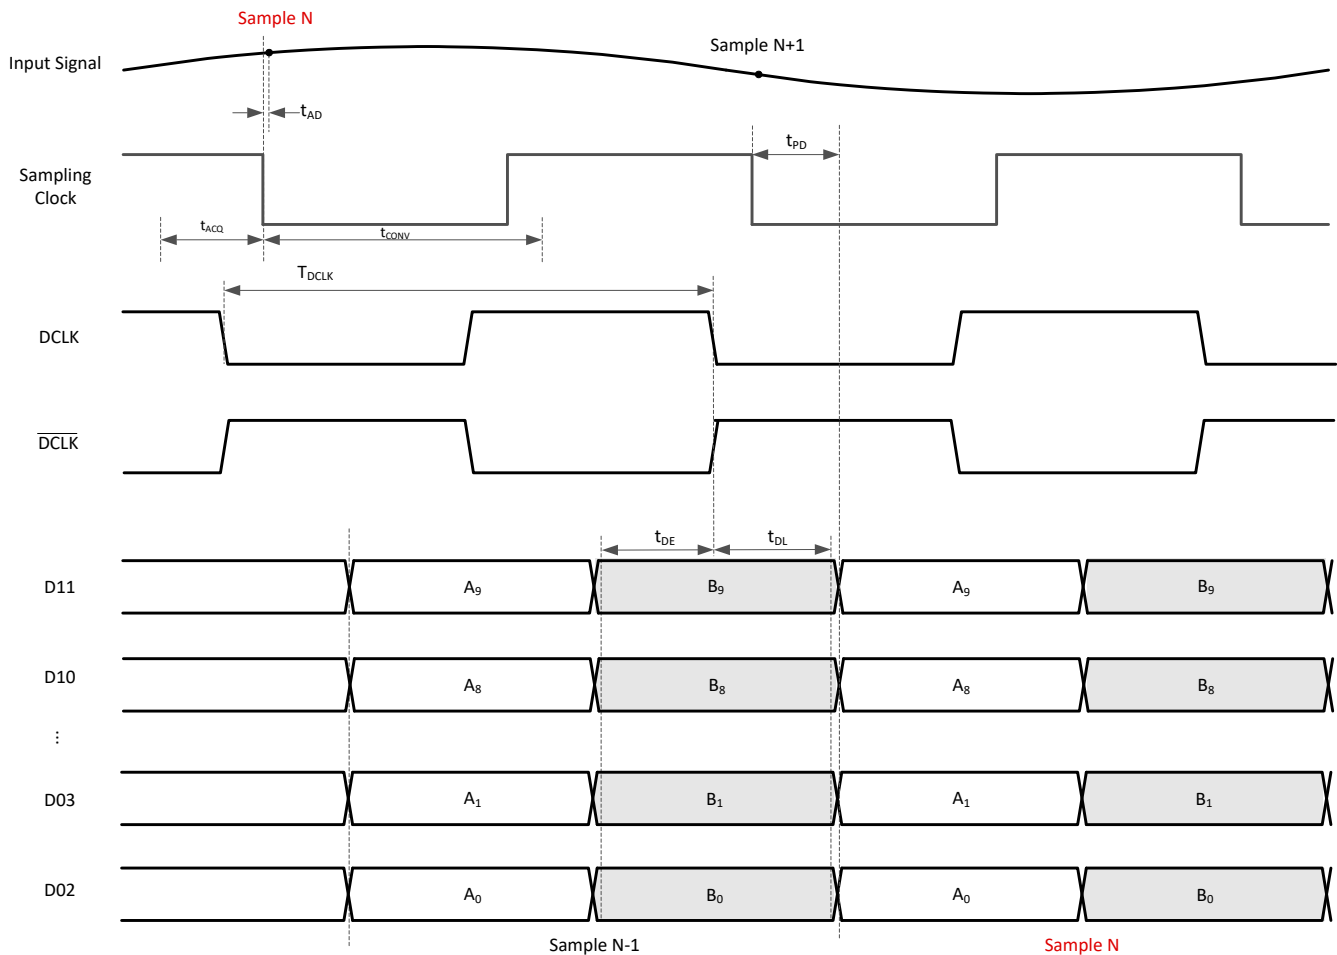 Sample N
Sample N+1
Input Signal
tAD
tPD
Sampling
Clock
tACQ
tCONV
TDCLK
DCLK
DCLK
tDE
tDL
D11
A9
B9
A9
B9
D10
A8
B8
A8
B8
...
D03
A1
B1
A1
B1
D02
A0
B0
A0
B0
Sample N-1
Sample N